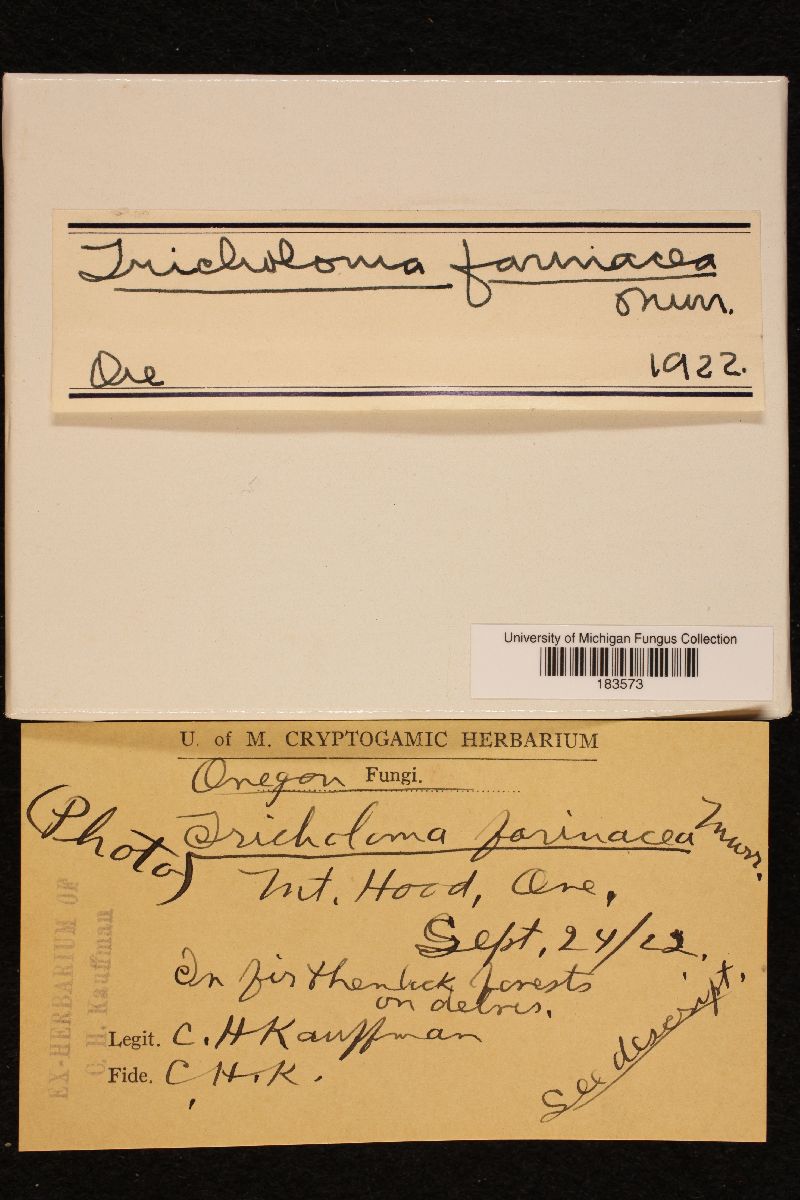 Tricholoma farinacea
Murr.
Ore 1922.
University of Michigan Fungus Collection
183573
U. of M. CRYPTOGAMIC HERBARIUM
Oregon Fungi.
(Photo) Tricholoma farinacea Murr.
Mt. Hood, Ore.
Sept. 24/22.
In fir & hemlock forests
on debris.
Legit. C. H Kauffman
Fide. C. H. K.
See descript.
EX-HERBARIUM OF
C. H. Kauffman